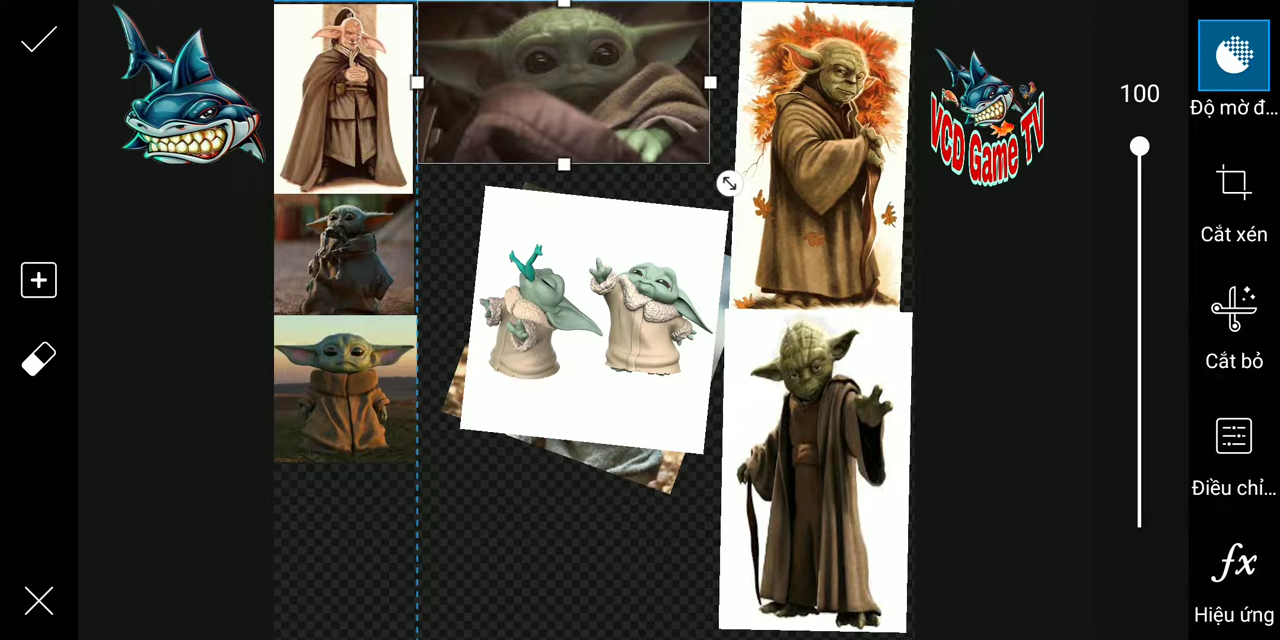 VCD Game TV
100
Độ mờ đ...
Cắt xén
Cắt bỏ
Điều chỉ...
fx
Hiệu ứng